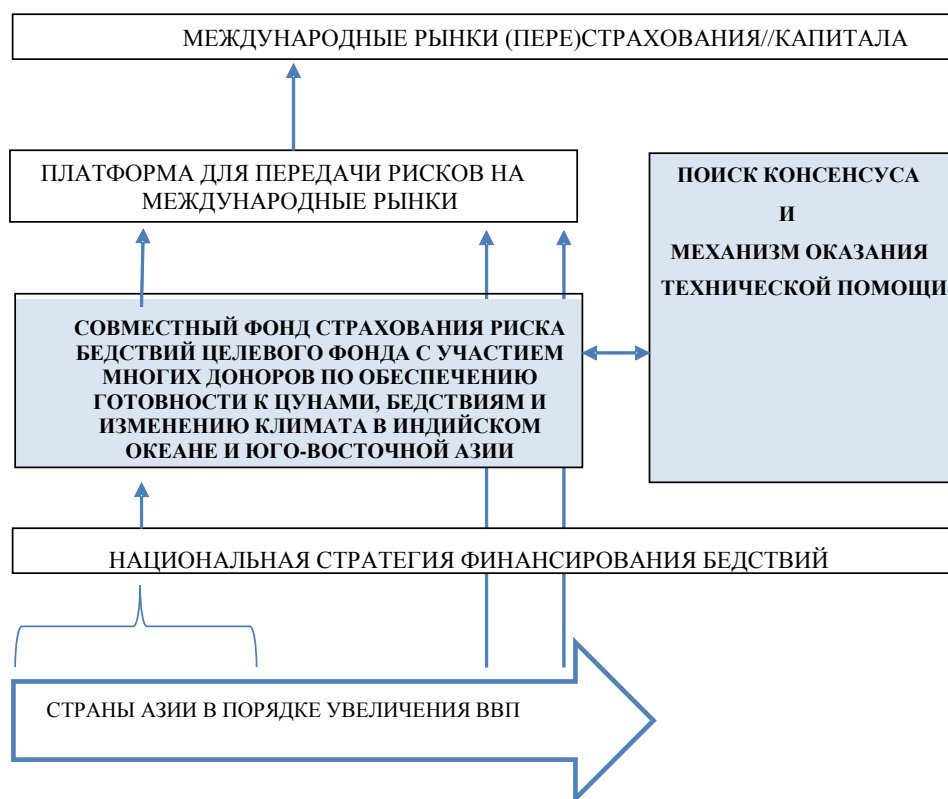 МЕЖДУНАРОДНЫЕ РЫНКИ (ПЕРЕ)СТРАХОВАНИЯ//КАПИТАЛА
ПЛАТФОРМА ДЛЯ ПЕРЕДАЧИ РИСКОВ НА
МЕЖДУНАРОДНЫЕ РЫНКИ
ПОИСК КОНСЕНСУСА
И
МЕХАНИЗМ ОКАЗАНИЯ
ТЕХНИЧЕСКОЙ ПОМОЩИ
СОВМЕСТНЫЙ ФОНД СТРАХОВАНИЯ РИСКА
БЕДСТВИЙ ЦЕЛЕВОГО ФОНДА С УЧАСТИЕМ
МНОГИХ ДОНОРОВ ПО ОБЕСПЕЧЕНИЮ
ГОТОВНОСТИ К ЦУНАМИ, БЕДСТВИЯМ И
ИЗМЕНЕНИЮ КЛИМАТА В ИНДИЙСКОМ
ОКЕАНЕ И ЮГО-ВОСТОЧНОЙ АЗИИ
НАЦИОНАЛЬНАЯ СТРАТЕГИЯ ФИНАНСИРОВАНИЯ БЕДСТВИЙ
СТРАНЫ АЗИИ В ПОРЯДКЕ УВЕЛИЧЕНИЯ ВВП